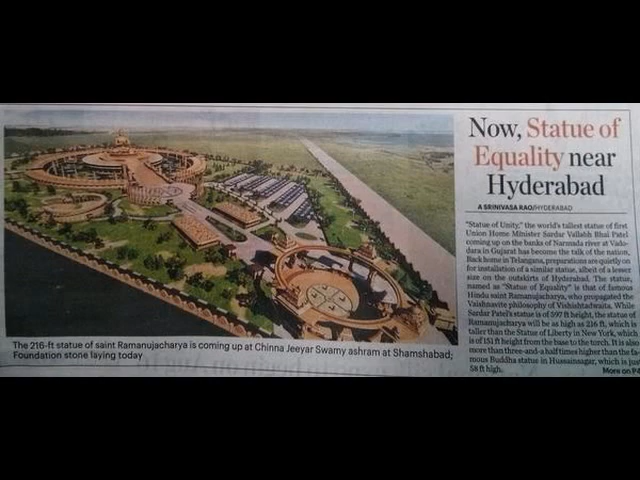 Now, Statue of
Equality near
Hyderabad
A SRINIVASA RAO/HYDERABAD
"Statue of Unity," the world's tallest statue of first
Union Home Minister Sardar Vallabh Bhai Patel
coming up on the banks of Narmada river at Vado-
dara in Gujarat has become the talk of the nation,
Back home in Telangana, preparations are quietly on
for installation of a similar statue, albeit of a lesser
size on the outskirts of Hyderabad. The statue,
named as "Statue of Equality" is that of famous
Hindu saint Ramanujacharya, who propagated the
Vaishnavite philosophy of Vishishtadwaita. While
Sardar Patel's statue is of 597 ft height, the statue of
Ramamujacharya will be as high as 216 ft, which is
taller than the Statue of Liberty in New York, which
is of 151 ft height from the base to the torch. It is also
more than three-and-a half times higher than the fa-
mous Buddha statue in Hussainsagar, which is just
58 ft high.
More on P4
The 216-ft statue of saint Ramanujacharya is coming up at Chinna Jeeyar Swamy ashram at Shamshabad;
Foundation stone laying today